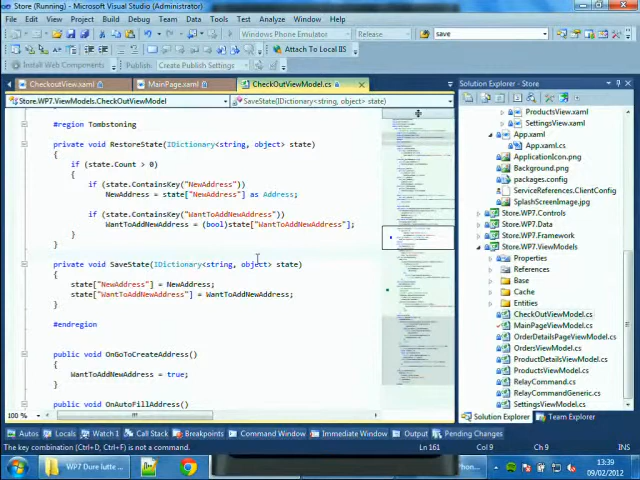 Store (Running) - Microsoft Visual Studio (Administrator)
File Edit View Project Build Debug Team Data Tools Test Analyze Window Help
Windows Phone Emulator Release save
Attach To Local IIS
Install Web Components Publish: Create Publish Settings
CheckoutView.xaml MainPage.xaml CheckOutViewModel.cs
Store.WP7.ViewModels.CheckOutViewModel SaveState(IDictionary<string, object> state)
#region Tombstoning
private void RestoreState(IDictionary<string, object> state)
{
if (state.Count > 0)
{
if (state.ContainsKey("NewAddress"))
NewAddress = state["NewAddress"] as Address;
if (state.ContainsKey("WantToAddNewAddress"))
WantToAddNewAddress = (bool)state["WantToAddNewAddress"];
}
}
private void SaveState(IDictionary<string, object> state)
{
state["NewAddress"] = NewAddress;
state["WantToAddNewAddress"] = WantToAddNewAddress;
}
#endregion
public void OnGoToCreateAddress()
{
WantToAddNewAddress = true;
}
public void OnAutoFillAddress()
100 %
Solution Explorer - Store
ProductsView.xaml
SettingsView.xaml
App.xaml
App.xaml.cs
ApplicationIcon.png
Background.png
packages.config
ServiceReferences.ClientConfig
SplashScreenImage.jpg
Store.WP7.Controls
Store.WP7.Data
Store.WP7.Framework
Store.WP7.ViewModels
Properties
References
Base
Cache
Entities
CheckOutViewModel.cs
MainPageViewModel.cs
OrderDetailsPageViewModel.cs
OrdersViewModel.cs
ProductDetailsViewModel.cs
ProductsViewModel.cs
RelayCommand.cs
RelayCommandGeneric.cs
SettingsViewModel.cs
Solution Explorer Team Explorer
Autos Locals Watch 1 Call Stack Breakpoints Command Window Immediate Window Output Pending Changes
The key combination (Ctrl+D, Ctrl+F) is not a command. Ln 161 Col 9 Ch 9
WP7 Dure lutte ...
13:39
09/02/2012